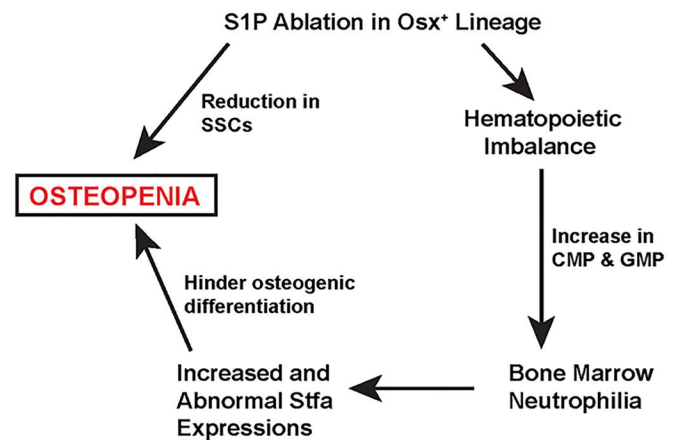 S1P Ablation in Osx⁺ Lineage
Reduction in
SSCs
Hematopoietic
Imbalance
OSTEOPENIA
Increase in
CMP & GMP
Hinder osteogenic
differentiation
Increased and
Abnormal Stfa
Expressions
Bone Marrow
Neutrophilia